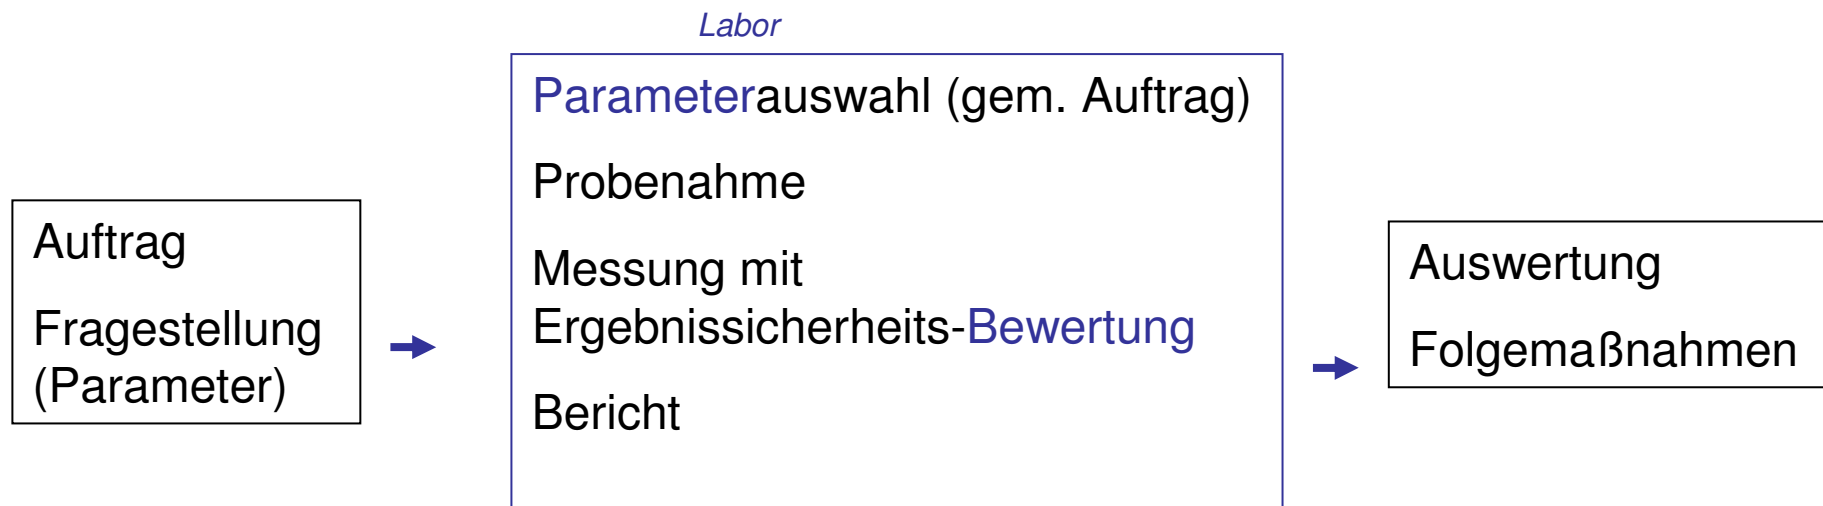 Labor
Auftrag
Fragestellung
(Parameter)
Parameterauswahl (gem. Auftrag)
Probenahme
Messung mit
Ergebnissicherheits-Bewertung
Bericht
Auswertung
Folgemaßnahmen